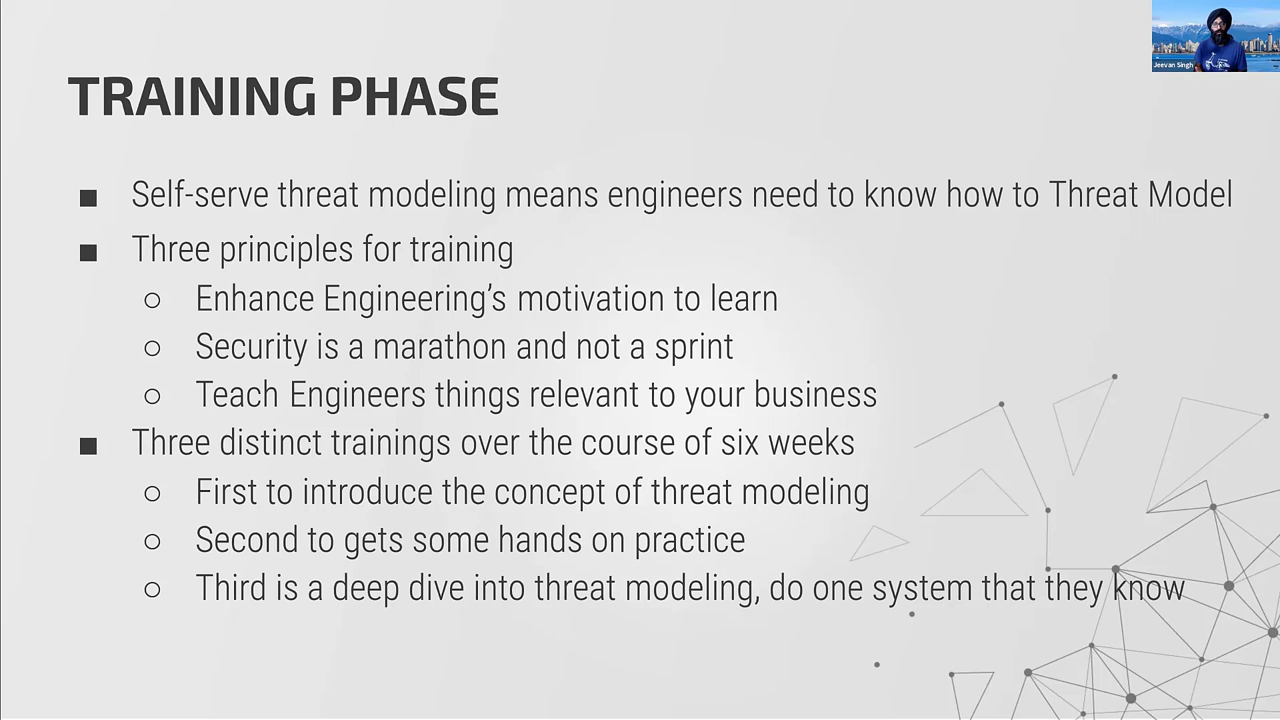 Jeevan Singh
TRAINING PHASE
■ Self-serve threat modeling means engineers need to know how to Threat Model
■ Three principles for training
○ Enhance Engineering’s motivation to learn
○ Security is a marathon and not a sprint
○ Teach Engineers things relevant to your business
■ Three distinct trainings over the course of six weeks
○ First to introduce the concept of threat modeling
○ Second to gets some hands on practice
○ Third is a deep dive into threat modeling, do one system that they know